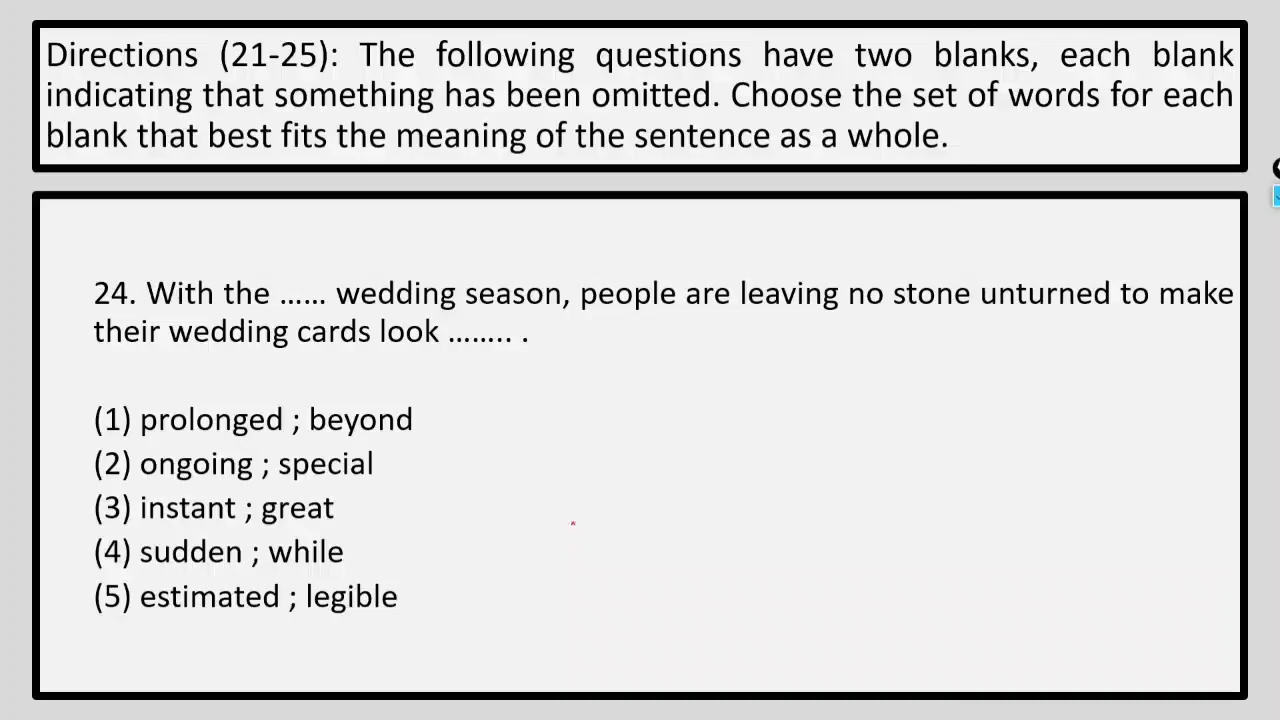 Directions (21-25): The following questions have two blanks, each blank
indicating that something has been omitted. Choose the set of words for each
blank that best fits the meaning of the sentence as a whole.
24. With the …... wedding season, people are leaving no stone unturned to make
their wedding cards look …….. .
(1) prolonged ; beyond
(2) ongoing ; special
(3) instant ; great
(4) sudden ; while
(5) estimated ; legible